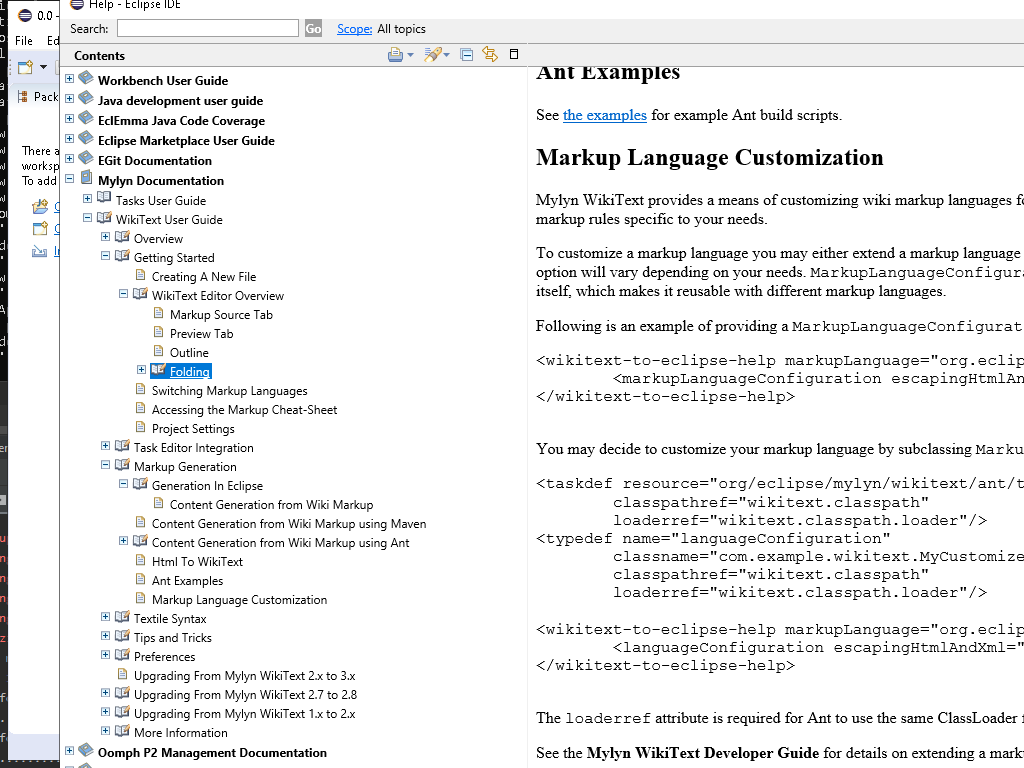 Help - Eclipse IDE
0.0 -
File Ed
Search: Go Scope: All topics
Contents
Pack
There a
worksp
To add
Workbench User Guide
Java development user guide
EclEmma Java Code Coverage
Eclipse Marketplace User Guide
EGit Documentation
Mylyn Documentation
Tasks User Guide
WikiText User Guide
Overview
Getting Started
Creating A New File
WikiText Editor Overview
Markup Source Tab
Preview Tab
Outline
Folding
Switching Markup Languages
Accessing the Markup Cheat-Sheet
Project Settings
Task Editor Integration
Markup Generation
Generation In Eclipse
Content Generation from Wiki Markup
Content Generation from Wiki Markup using Maven
Content Generation from Wiki Markup using Ant
Html To WikiText
Ant Examples
Markup Language Customization
Textile Syntax
Tips and Tricks
Preferences
Upgrading From Mylyn WikiText 2.x to 3.x
Upgrading From Mylyn WikiText 2.7 to 2.8
Upgrading From Mylyn WikiText 1.x to 2.x
More Information
Oomph P2 Management Documentation
Ant Examples
See the examples for example Ant build scripts.
Markup Language Customization
Mylyn WikiText provides a means of customizing wiki markup languages fo
markup rules specific to your needs.
To customize a markup language you may either extend a markup language
option will vary depending on your needs. MarkupLanguageConfigura
itself, which makes it reusable with different markup languages.
Following is an example of providing a MarkupLanguageConfigurat
<wikitext-to-eclipse-help markupLanguage="org.eclip
<markupLanguageConfiguration escapingHtmlAn
</wikitext-to-eclipse-help>
You may decide to customize your markup language by subclassing Marku
<taskdef resource="org/eclipse/mylyn/wikitext/ant/t
classpathref="wikitext.classpath"
loaderref="wikitext.classpath.loader"/>
<typedef name="languageConfiguration"
classname="com.example.wikitext.MyCustomize
classpathref="wikitext.classpath"
loaderref="wikitext.classpath.loader"/>
<wikitext-to-eclipse-help markupLanguage="org.eclip
<languageConfiguration escapingHtmlAndXml="
</wikitext-to-eclipse-help>
The loaderref attribute is required for Ant to use the same ClassLoader f
See the Mylyn WikiText Developer Guide for details on extending a mark